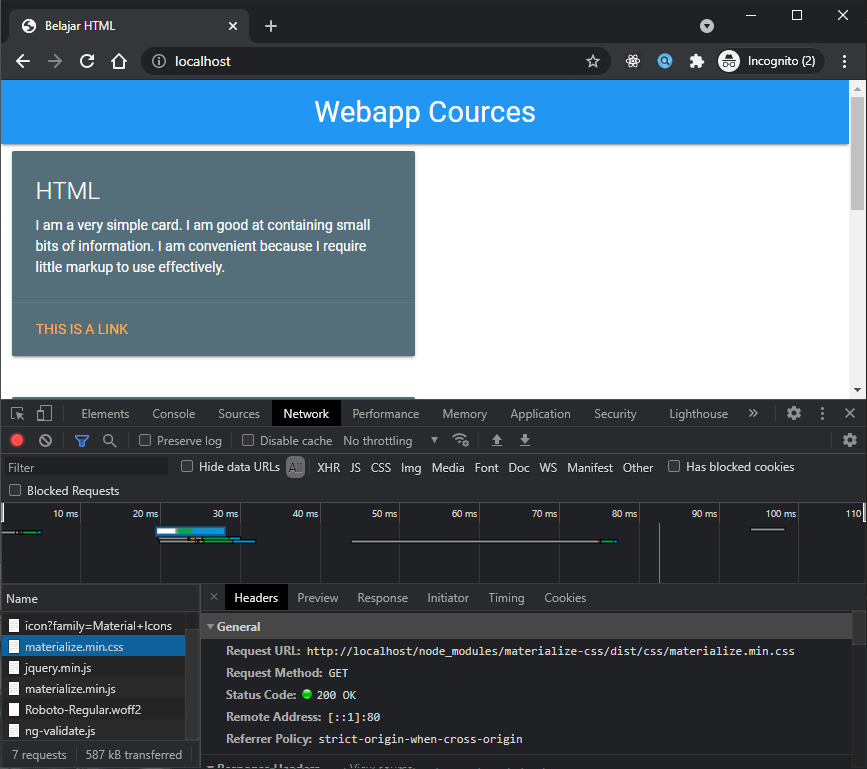 Belajar HTML
localhost
Incognito (2)
Webapp Cources
HTML
I am a very simple card. I am good at containing small
bits of information. I am convenient because I require
little markup to use effectively.
THIS IS A LINK
Elements Console Sources Network Performance Memory Application Security Lighthouse »
Preserve log Disable cache No throttling
Filter Hide data URLs All XHR JS CSS Img Media Font Doc WS Manifest Other Has blocked cookies
Blocked Requests
10 ms 20 ms 30 ms 40 ms 50 ms 60 ms 70 ms 80 ms 90 ms 100 ms 110
Name
icon?family=Material+Icons
materialize.min.css
jquery.min.js
materialize.min.js
Roboto-Regular.woff2
ng-validate.js
7 requests 587 kB transferred
Headers Preview Response Initiator Timing Cookies
General
Request URL: http://localhost/node_modules/materialize-css/dist/css/materialize.min.css
Request Method: GET
Status Code: 200 OK
Remote Address: [::1]:80
Referrer Policy: strict-origin-when-cross-origin
Response Headers View source